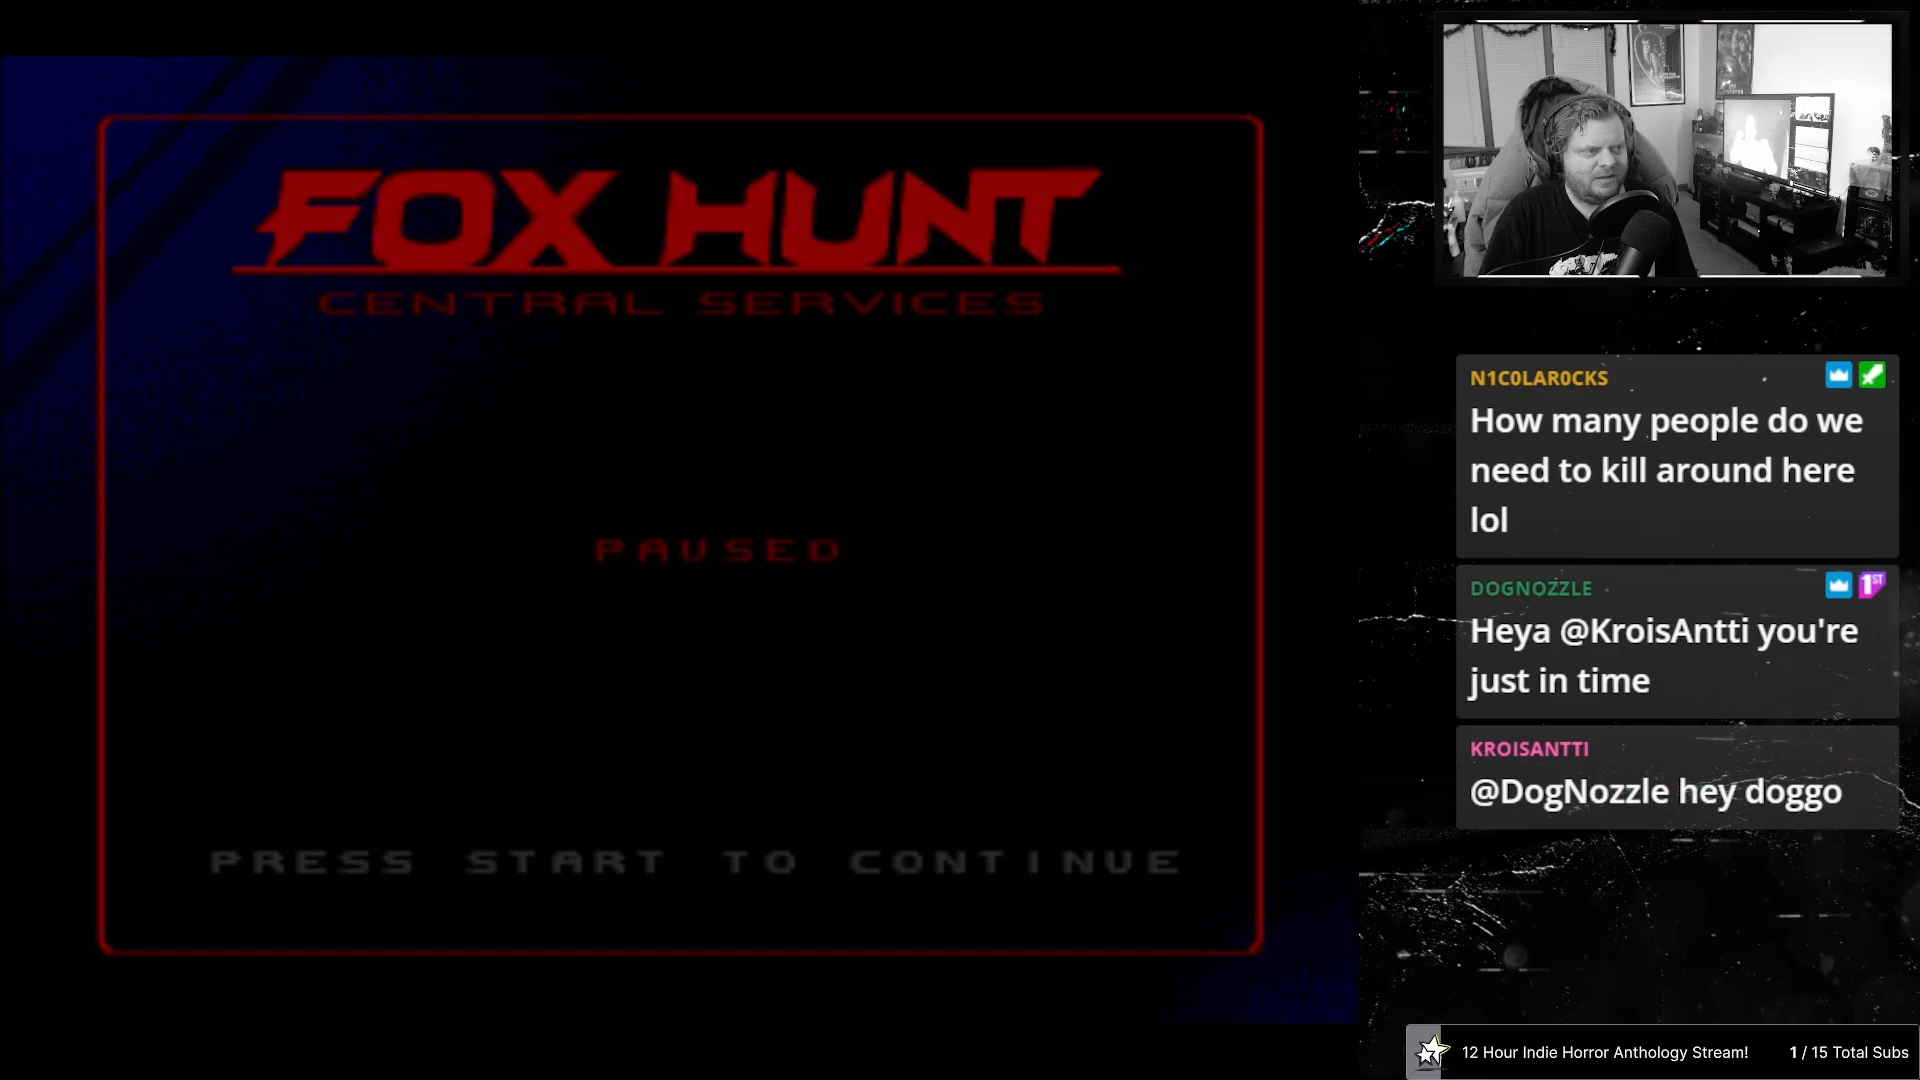 FOX HUNT
CENTRAL SERVICES
PAUSED
PRESS START TO CONTINUE
N1C0LAR0CKS
How many people do we
need to kill around here
lol
DOGNOZZLE
1ST
Heya @KroisAntti you're
just in time
KROISANTTI
@DogNozzle hey doggo
12 Hour Indie Horror Anthology Stream! 1 / 15 Total Subs